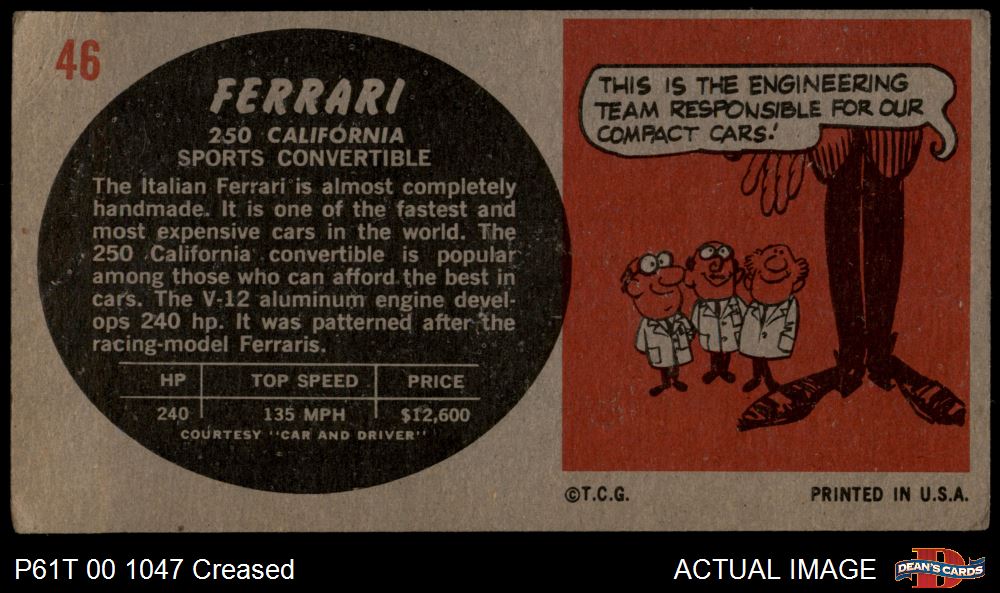 46
FERRARI
250 CALIFORNIA
SPORTS CONVERTIBLE
The Italian Ferrari is almost completely
handmade. It is one of the fastest and
most expensive cars in the world. The
250 California convertible is popular
among those who can afford the best in
cars. The V-12 aluminum engine devel-
ops 240 hp. It was patterned after the
racing-model Ferraris.
HP TOP SPEED PRICE
240 135 MPH $12,600
COURTESY "CAR AND DRIVER"
THIS IS THE ENGINEERING
TEAM RESPONSIBLE FOR OUR
COMPACT CARS!
©T.C.G. PRINTED IN U.S.A.
P61T 00 1047 Creased ACTUAL IMAGE
DEAN'S CARDS